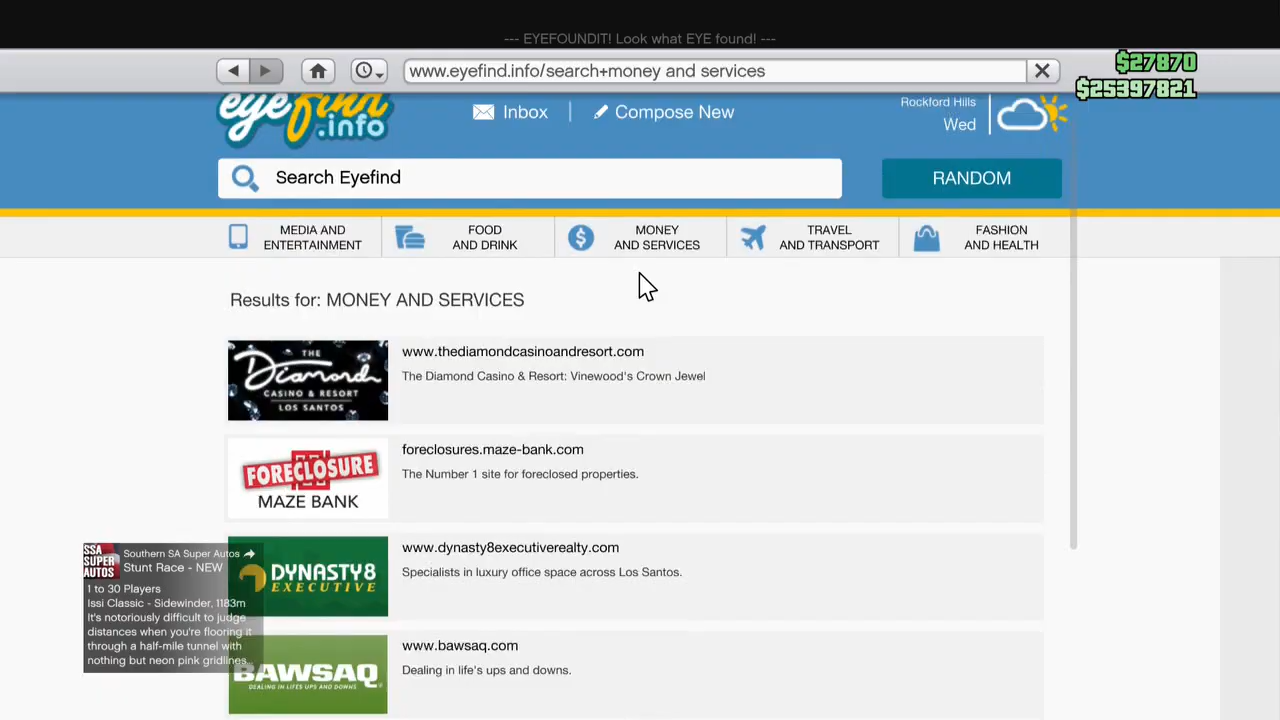 --- EYEFOUNDIT! Look what EYE found! ---
www.eyefind.info/search+money and services
$27870
$25397821
eyefind
.info
Inbox
Compose New
Rockford Hills
Wed
Search Eyefind
RANDOM
MEDIA AND
ENTERTAINMENT
FOOD
AND DRINK
MONEY
AND SERVICES
TRAVEL
AND TRANSPORT
FASHION
AND HEALTH
Results for: MONEY AND SERVICES
THE
Diamond
CASINO & RESORT
LOS SANTOS
www.thediamondcasinoandresort.com
The Diamond Casino & Resort: Vinewood's Crown Jewel
FORECLOSURE
MAZE BANK
foreclosures.maze-bank.com
The Number 1 site for foreclosed properties.
DYNASTY8
EXECUTIVE
www.dynasty8executiverealty.com
Specialists in luxury office space across Los Santos.
BAWSAQ
DEALING IN LIFE'S UPS AND DOWNS
www.bawsaq.com
Dealing in life's ups and downs.
SSA
SUPER
AUTOS
Southern SA Super Autos
Stunt Race - NEW
1 to 30 Players
Issi Classic - Sidewinder, 1183m
It's notoriously difficult to judge
distances when you're flooring it
through a half-mile tunnel with
nothing but neon pink gridlines...